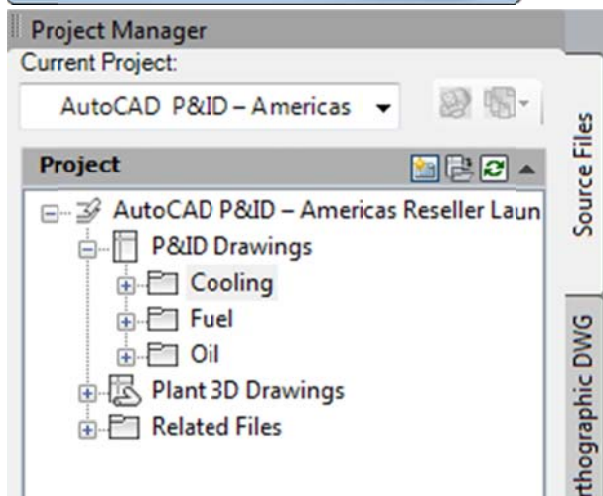 Project Manager
Current Project:
AutoCAD P&ID – Americas
Project
AutoCAD P&ID – Americas Reseller Laun
P&ID Drawings
Cooling
Fuel
Oil
Plant 3D Drawings
Related Files
Source Files
rthographic DWG